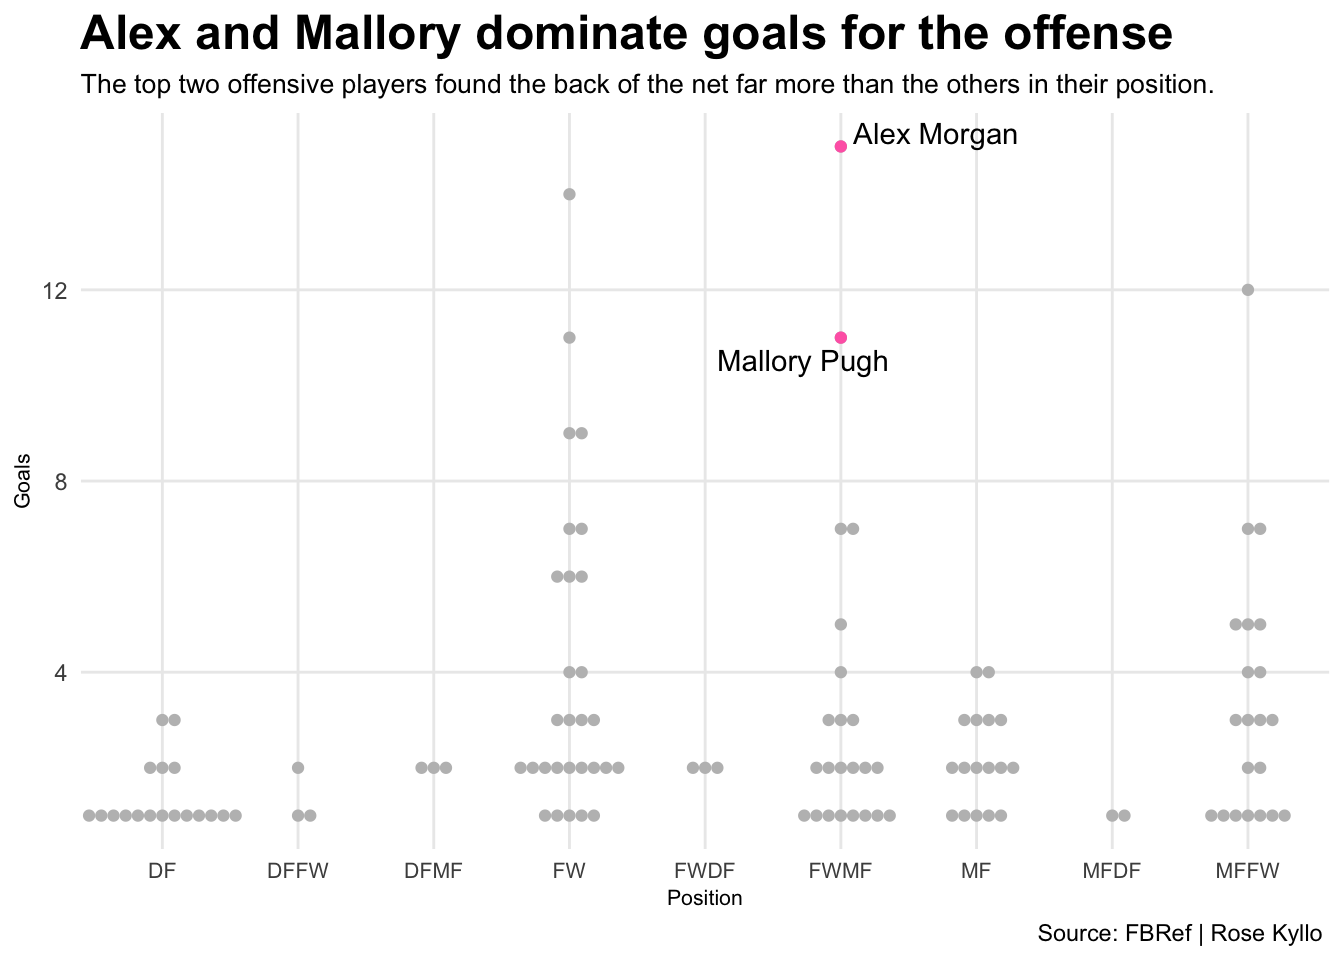 Alex and Mallory dominate goals for the offense
The top two offensive players found the back of the net far more than the others in their position.
Alex Morgan
12
Mallory Pugh
Goals
8
4
DF DFFW DFMF FW FWDF FWMF MF MFDF MFFW
Position
Source: FBRef | Rose Kyllo